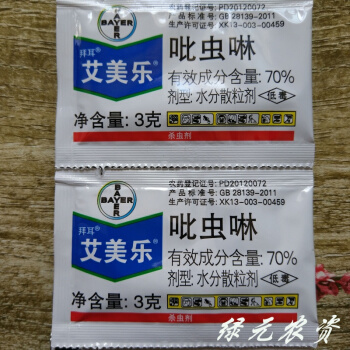 BAYER
BAYER
农药登记证号: PD20120072
产品标准号: GB 28139-2011
生产许可证号: XK13-003-00459
拜耳
艾美乐®
吡虫啉
有效成分含量: 70%
剂型: 水分散粒剂 低毒
净含量: 3克
杀虫剂
BAYER
BAYER
农药登记证号: PD20120072
产品标准号: GB 28139-2011
生产许可证号: XK13-003-00459
拜耳
艾美乐®
吡虫啉
有效成分含量: 70%
剂型: 水分散粒剂 低毒
净含量: 3克
杀虫剂
绿元农资